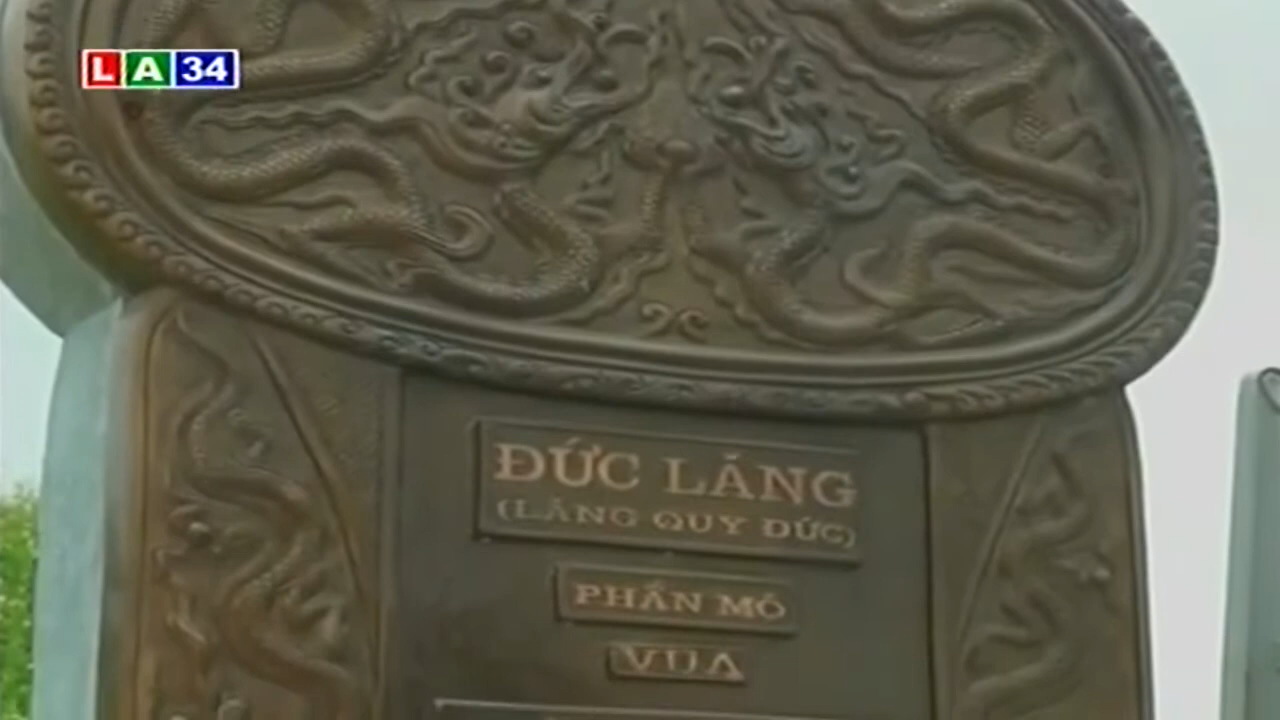 LA34
ĐỨC LĂNG
(LĂNG QUY ĐỨC)
PHẦN MỘ
VUA